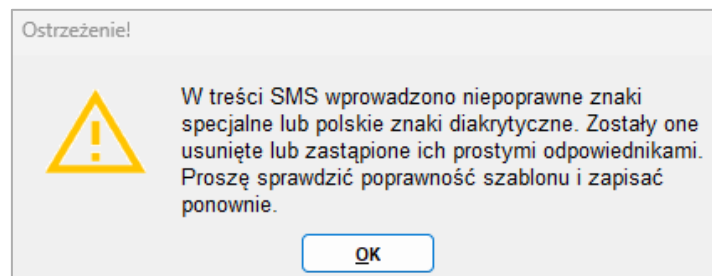 Ostrzeżenie!
W treści SMS wprowadzono niepoprawne znaki
specjalne lub polskie znaki diakrytyczne. Zostały one
usunięte lub zastąpione ich prostymi odpowiednikami.
Proszę sprawdzić poprawność szablonu i zapisać
ponownie.
OK